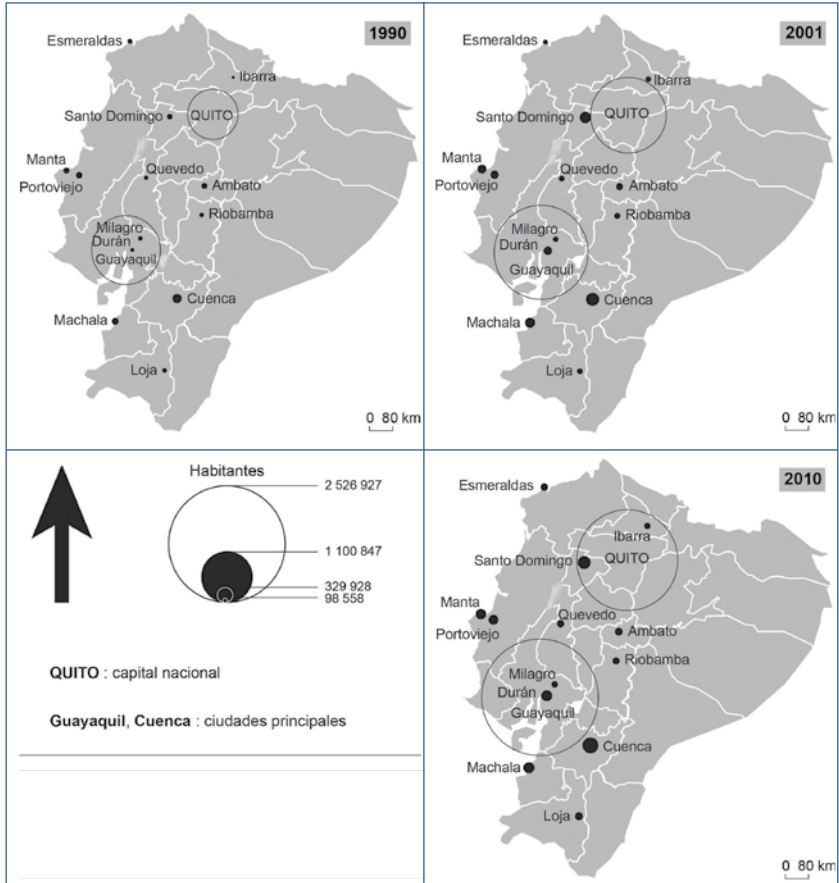 1990
Esmeraldas
Ibarra
Santo Domingo
QUITO
Manta
Quevedo
Portoviejo
Ambato
Riobamba
Milagro
Durán
Guayaquil
Cuenca
Machala
Loja
0 80 km
2001
Esmeraldas
Ibarra
Santo Domingo
QUITO
Manta
Quevedo
Portoviejo
Ambato
Riobamba
Milagro
Durán
Guayaquil
Cuenca
Machala
Loja
0 80 km
Habitantes
2 526 927
1 100 847
329 928
98 558
QUITO : capital nacional
Guayaquil, Cuenca : ciudades principales
2010
Esmeraldas
Ibarra
Santo Domingo
QUITO
Manta
Quevedo
Portoviejo
Ambato
Riobamba
Milagro
Durán
Guayaquil
Cuenca
Machala
Loja
0 80 km